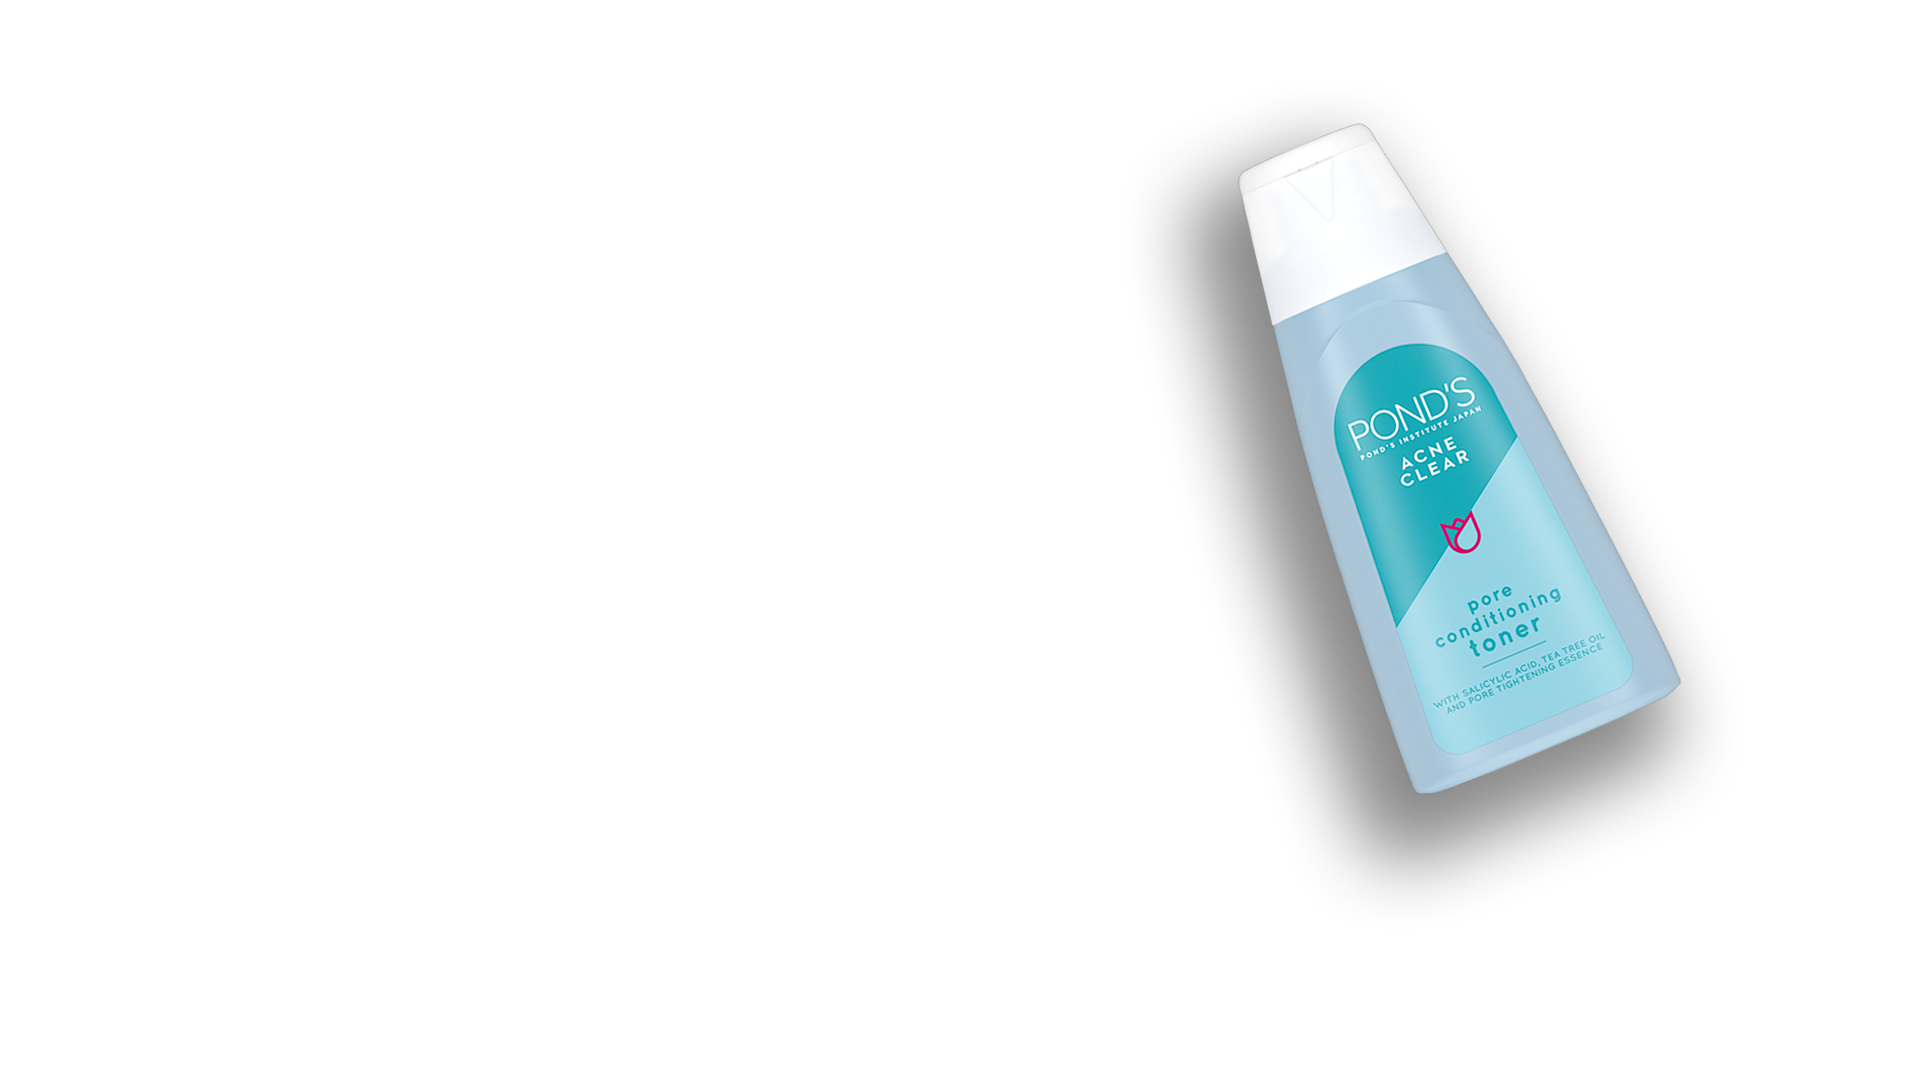 POND'S
POND'S INSTITUTE JAPAN
ACNE
CLEAR
pore
conditioning
toner
WITH SALICYLIC ACID, TEA TREE OIL
AND PORE TIGHTENING ESSENCE